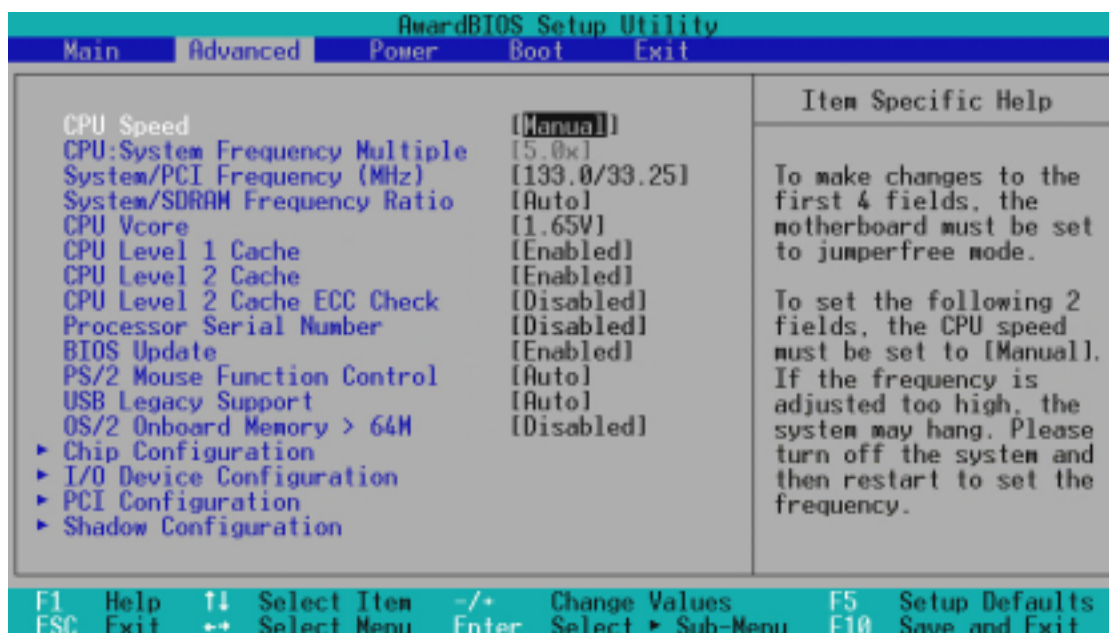 AwardBIOS Setup Utility
Main Advanced Power Boot Exit
CPU Speed [Manual]
CPU:System Frequency Multiple [5.0x]
System/PCI Frequency (MHz) [133.0/33.25]
System/SDRAM Frequency Ratio [Auto]
CPU Vcore [1.65V]
CPU Level 1 Cache [Enabled]
CPU Level 2 Cache [Enabled]
CPU Level 2 Cache ECC Check [Disabled]
Processor Serial Number [Disabled]
BIOS Update [Enabled]
PS/2 Mouse Function Control [Auto]
USB Legacy Support [Auto]
OS/2 Onboard Memory > 64M [Disabled]
► Chip Configuration
► I/O Device Configuration
► PCI Configuration
► Shadow Configuration
Item Specific Help
To make changes to the
first 4 fields, the
motherboard must be set
to jumperfree mode.
To set the following 2
fields, the CPU speed
must be set to [Manual].
If the frequency is
adjusted too high, the
system may hang. Please
turn off the system and
then restart to set the
frequency.
F1 Help ↑↓ Select Item -/+ Change Values F5 Setup Defaults
ESC Exit ←→ Select Menu Enter Select ► Sub-Menu F10 Save and Exit